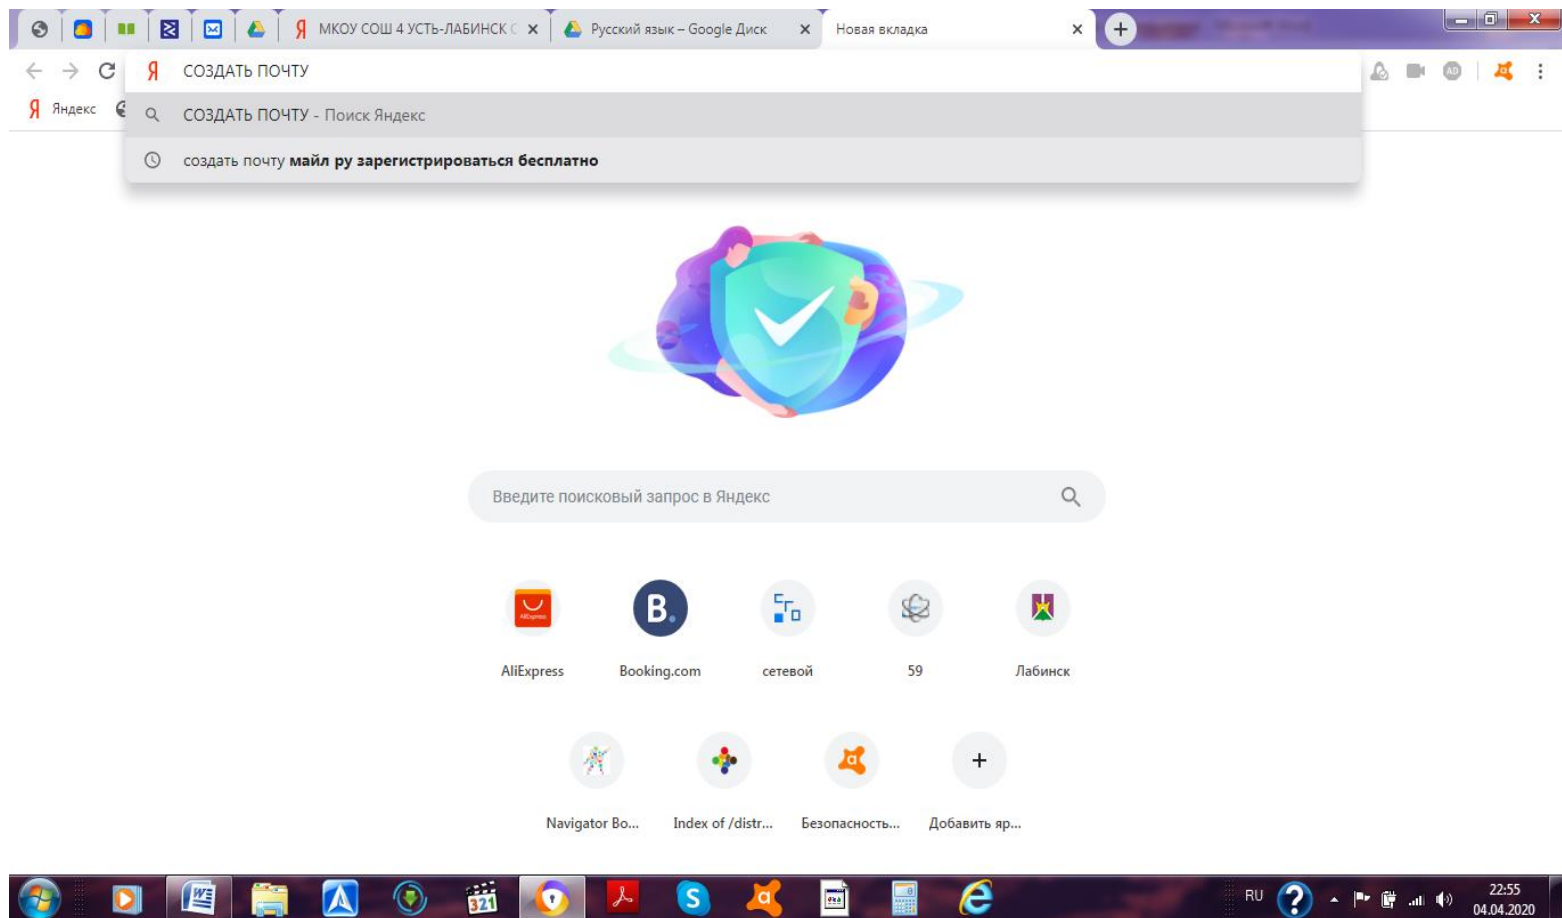 МКОУ СОШ 4 УСТЬ-ЛАБИНСК С
Русский язык – Google Диск
Новая вкладка
СОЗДАТЬ ПОЧТУ
Яндекс
СОЗДАТЬ ПОЧТУ - Поиск Яндекс
создать почту майл ру зарегистрироваться бесплатно
Введите поисковый запрос в Яндекс
AliExpress
Booking.com
сетевой
59
Лабинск
Navigator Bo...
Index of /distr...
Безопасность...
Добавить яр...
RU
22:55
04.04.2020